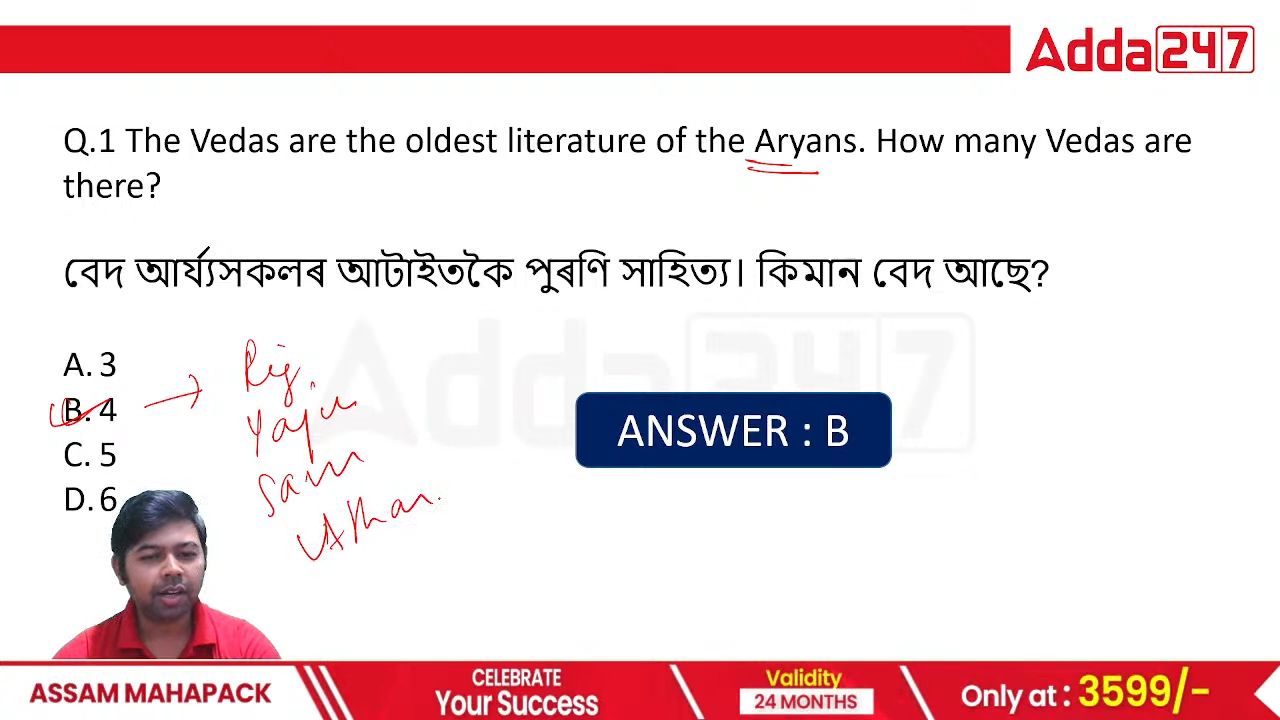 Adda247
Q.1 The Vedas are the oldest literature of the Aryans. How many Vedas are
there?
বেদ আৰ্য্যসকলৰ আটাইতকৈ পুৰণি সাহিত্য। কিমান বেদ আছে?
A. 3
B. 4
C. 5
D. 6
Rig
Yaju
Sam
Athar
ANSWER : B
Adda247
ASSAM MAHAPACK
CELEBRATE
Your Success
Validity
24 MONTHS
Only at : 3599/-